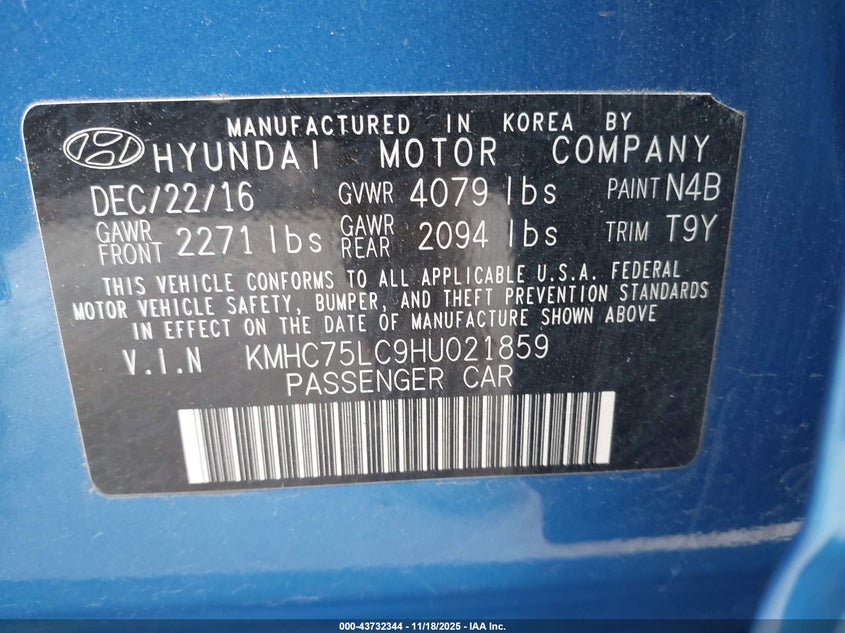 MANUFACTURED IN KOREA BY
HYUNDAI MOTOR COMPANY
DEC/22/16 GVWR 4079 lbs PAINT N4B
GAWR FRONT 2271 lbs GAWR REAR 2094 lbs TRIM T9Y
THIS VEHICLE CONFORMS TO ALL APPLICABLE U.S.A. FEDERAL
MOTOR VEHICLE SAFETY, BUMPER, AND THEFT PREVENTION STANDARDS
IN EFFECT ON THE DATE OF MANUFACTURE SHOWN ABOVE
V.I.N KMHC75LC9HU021859
PASSENGER CAR
000-43732344 - 11/18/2025 - IAA Inc.